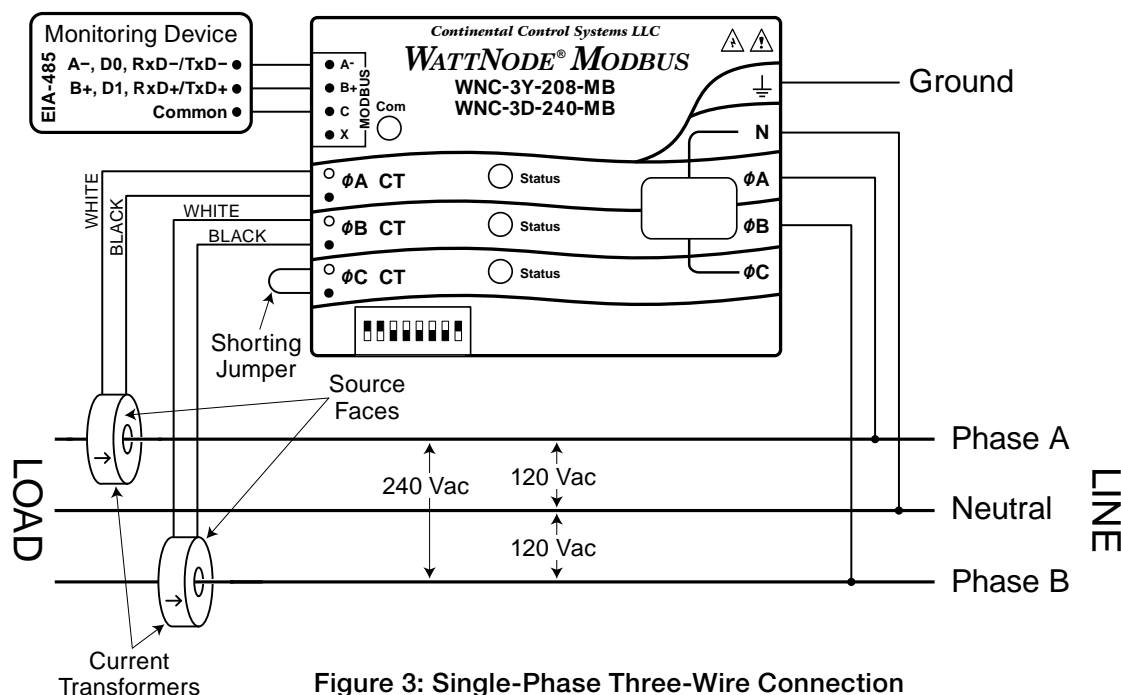 Monitoring Device
EIA-485
A−, D0, RxD−/TxD−
B+, D1, RxD+/TxD+
Common
Continental Control Systems LLC
WATTNODE® MODBUS
WNC-3Y-208-MB
WNC-3D-240-MB
A-
B+
C
X
MODBUS
Com
Ground
N
ϕA CT
Status
ϕA
ϕB CT
Status
ϕB
ϕC CT
Status
ϕC
WHITE
BLACK
WHITE
BLACK
Shorting
Jumper
Source
Faces
LOAD
LINE
Phase A
240 Vac
120 Vac
Neutral
120 Vac
Phase B
Current
Transformers
Figure 3: Single-Phase Three-Wire Connection